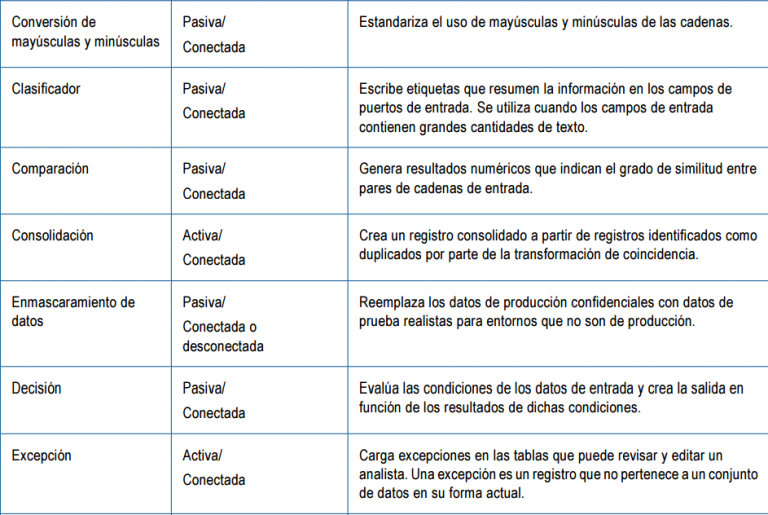 Conversión de
mayúsculas y minúsculas
Pasiva/
Conectada
Estandariza el uso de mayúsculas y minúsculas de las cadenas.
Clasificador
Pasiva/
Conectada
Escribe etiquetas que resumen la información en los campos de
puertos de entrada. Se utiliza cuando los campos de entrada
contienen grandes cantidades de texto.
Comparación
Pasiva/
Conectada
Genera resultados numéricos que indican el grado de similitud entre
pares de cadenas de entrada.
Consolidación
Activa/
Conectada
Crea un registro consolidado a partir de registros identificados como
duplicados por parte de la transformación de coincidencia.
Enmascaramiento de
datos
Pasiva/
Conectada o
desconectada
Reemplaza los datos de producción confidenciales con datos de
prueba realistas para entornos que no son de producción.
Decisión
Pasiva/
Conectada
Evalúa las condiciones de los datos de entrada y crea la salida en
función de los resultados de dichas condiciones.
Excepción
Activa/
Conectada
Carga excepciones en las tablas que puede revisar y editar un
analista. Una excepción es un registro que no pertenece a un conjunto
de datos en su forma actual.